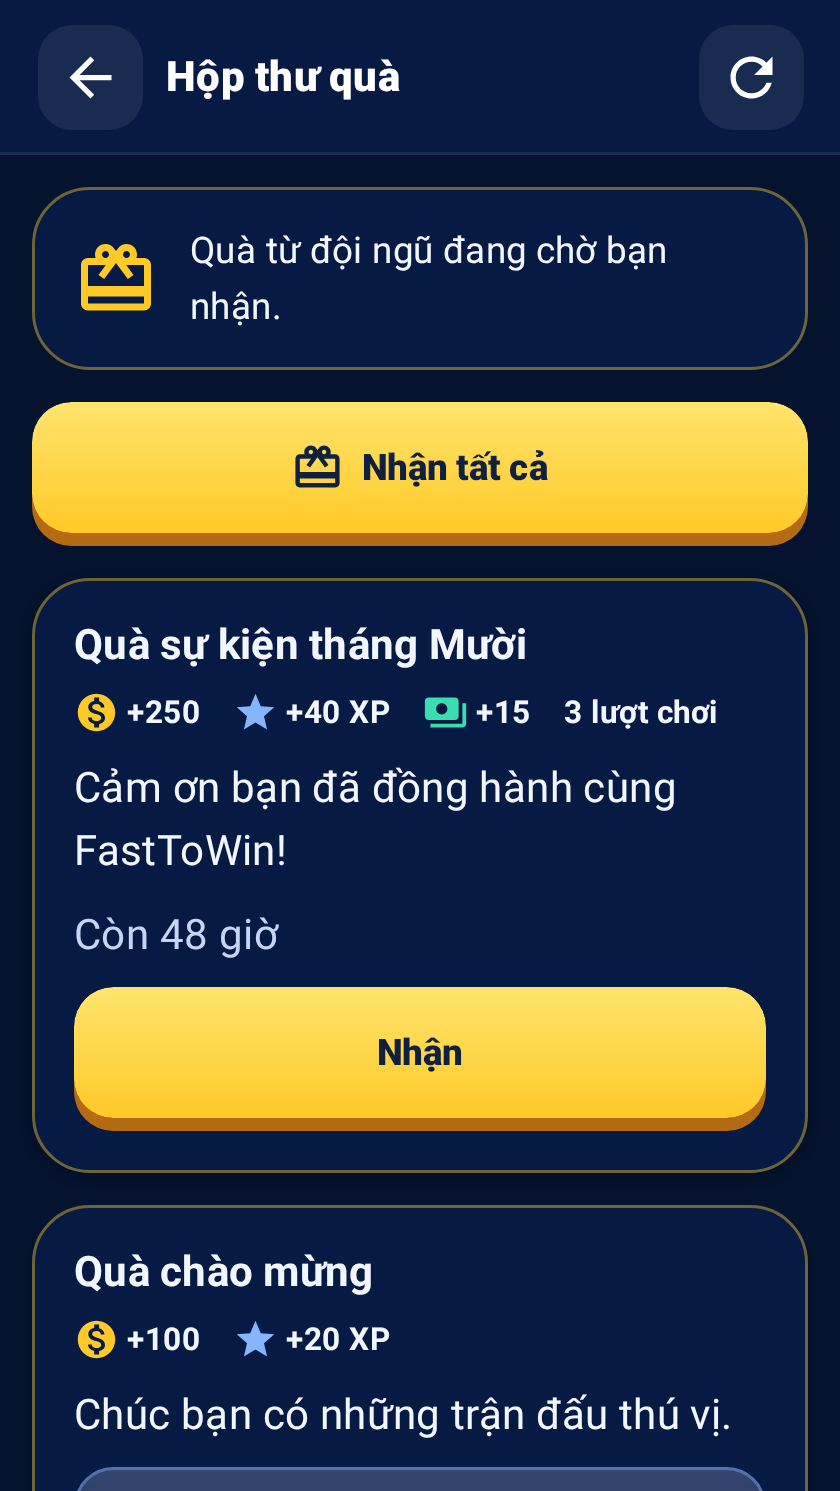 Hộp thư quà
Quà từ đội ngũ đang chờ bạn
nhận.
Nhận tất cả
Quà sự kiện tháng Mười
+250 +40 XP +15 3 lượt chơi
Cảm ơn bạn đã đồng hành cùng
FastToWin!
Còn 48 giờ
Nhận
Quà chào mừng
+100 +20 XP
Chúc bạn có những trận đấu thú vị.